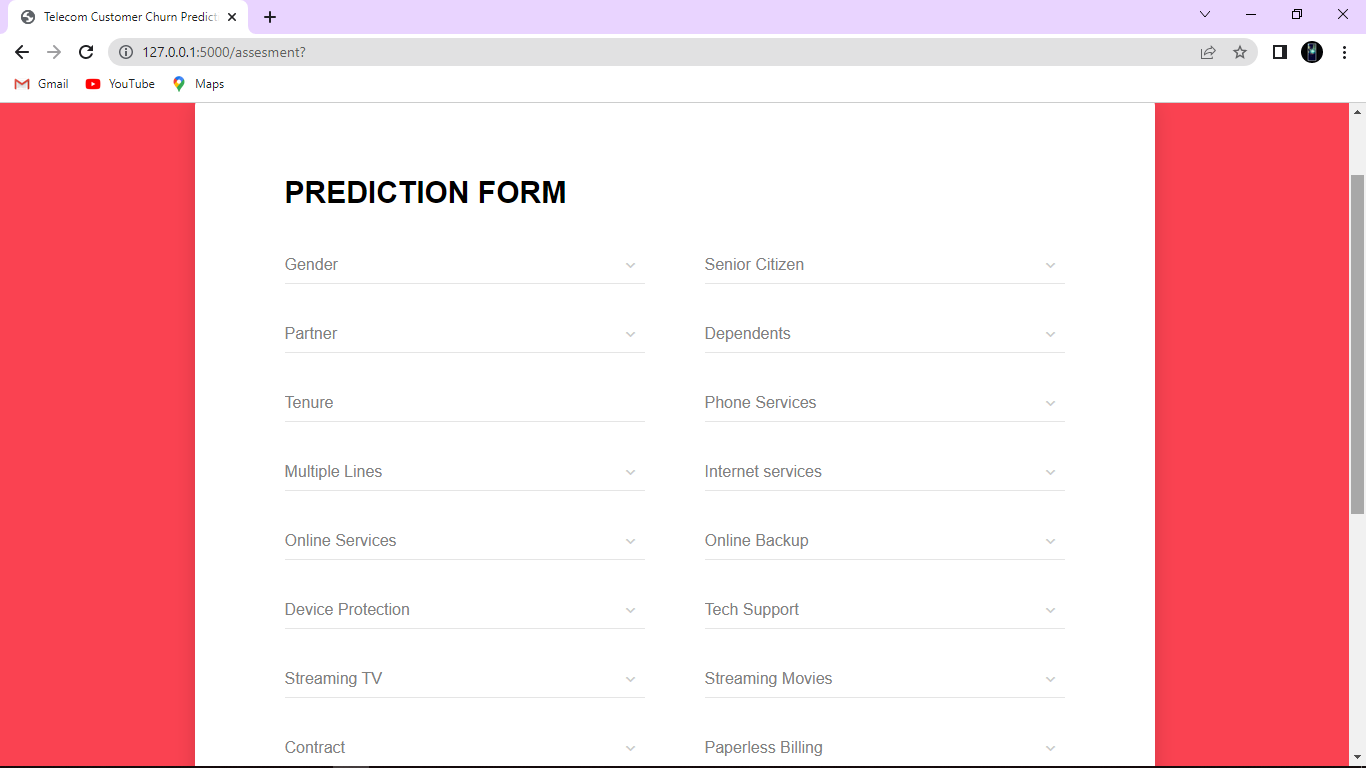 Telecom Customer Churn Predict
127.0.0.1:5000/assesment?
Gmail YouTube Maps
PREDICTION FORM
Gender Senior Citizen
Partner Dependents
Tenure Phone Services
Multiple Lines Internet services
Online Services Online Backup
Device Protection Tech Support
Streaming TV Streaming Movies
Contract Paperless Billing